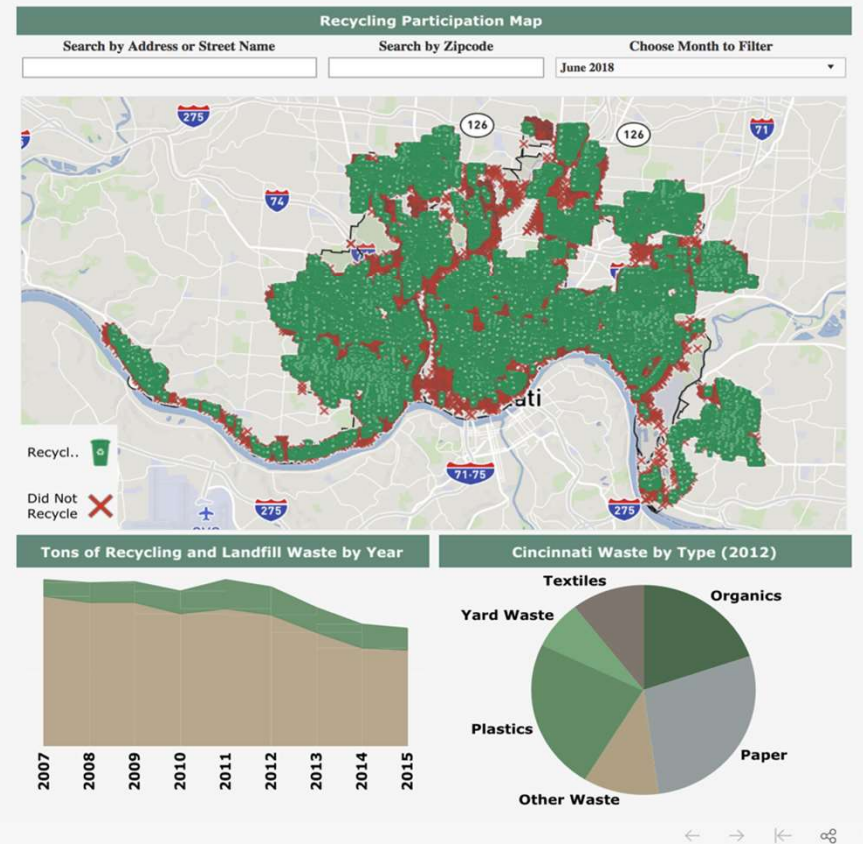 Recycling Participation Map
Search by Address or Street Name
Search by Zipcode
Choose Month to Filter
June 2018
275
126
126
71
74
ati
Recycl..
Did Not
Recycle
71-75
275
275
Tons of Recycling and Landfill Waste by Year
Cincinnati Waste by Type (2012)
Textiles
Organics
Yard Waste
Plastics
Paper
Other Waste
2007
2008
2009
2010
2011
2012
2013
2014
2015